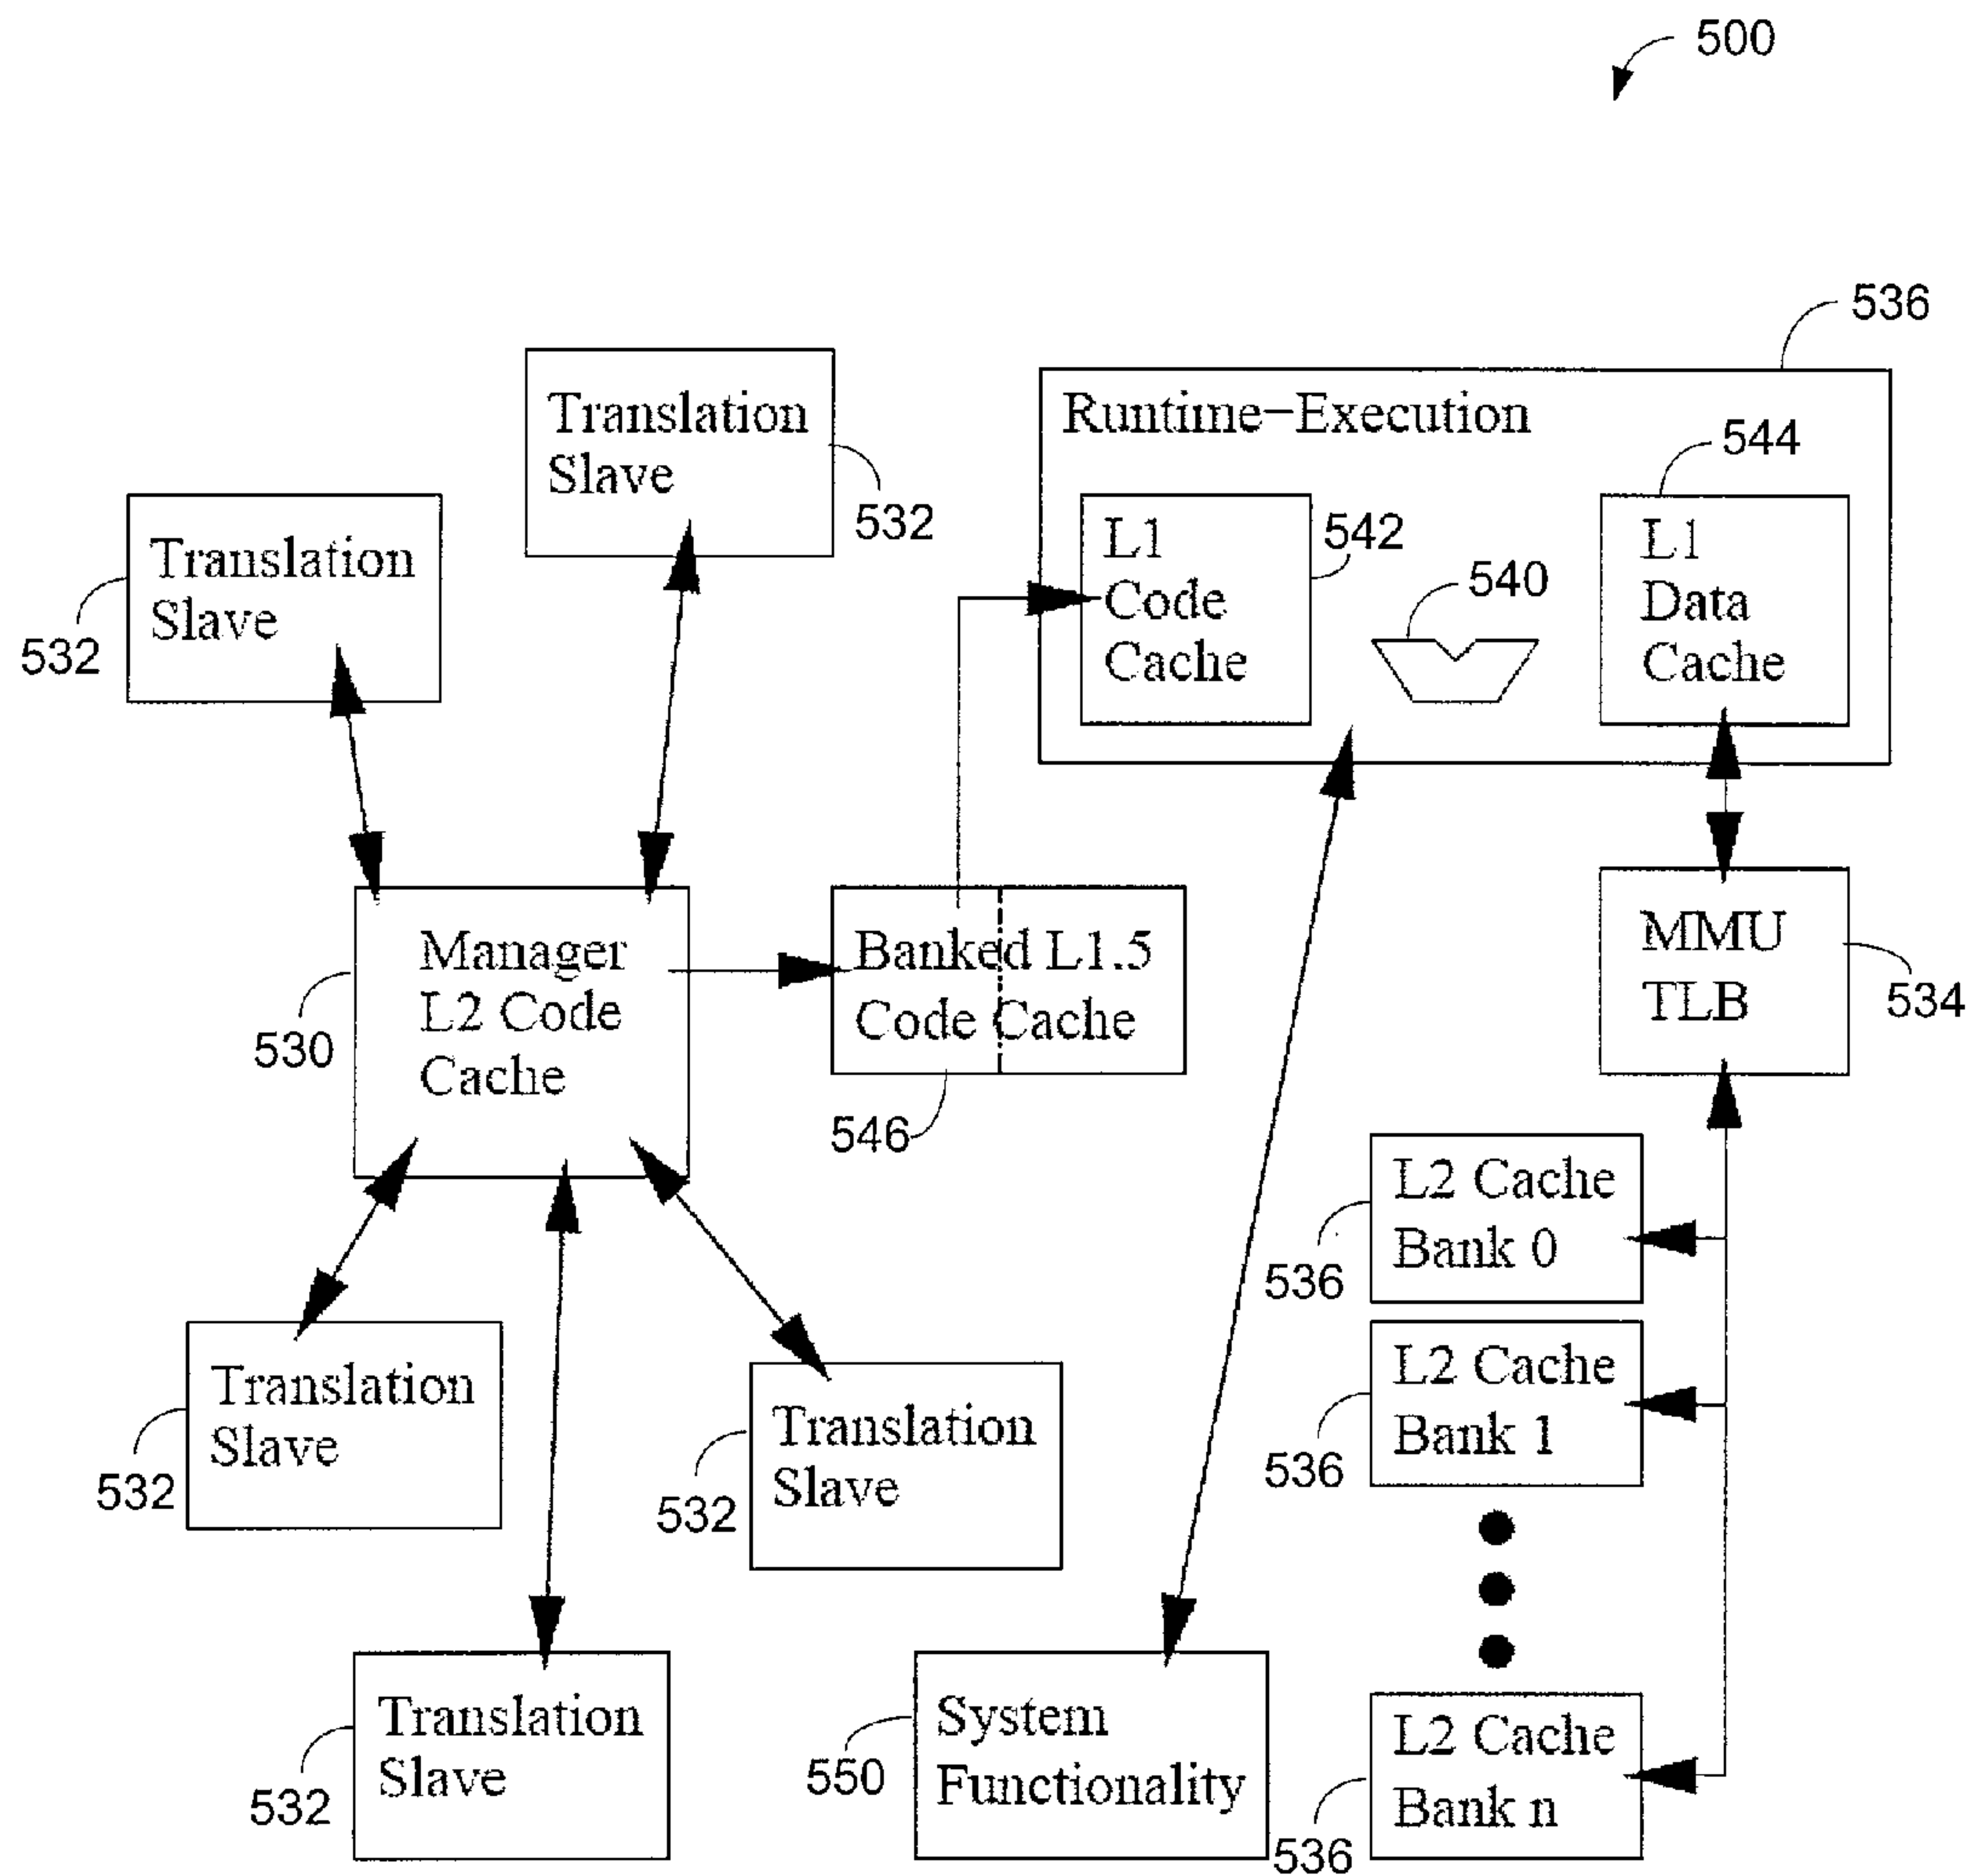 500
536
Runtime-Execution
544
Translation
Slave
532
L1
Code
Cache
542
540
L1
Data
Cache
Translation
Slave
532
Manager
L2 Code
Cache
530
Banked L1.5
Code Cache
546
MMU
TLB
534
L2 Cache
Bank 0
536
L2 Cache
Bank 1
536
Translation
Slave
532
Translation
Slave
532
Translation
Slave
532
System
Functionality
550
L2 Cache
Bank n
536